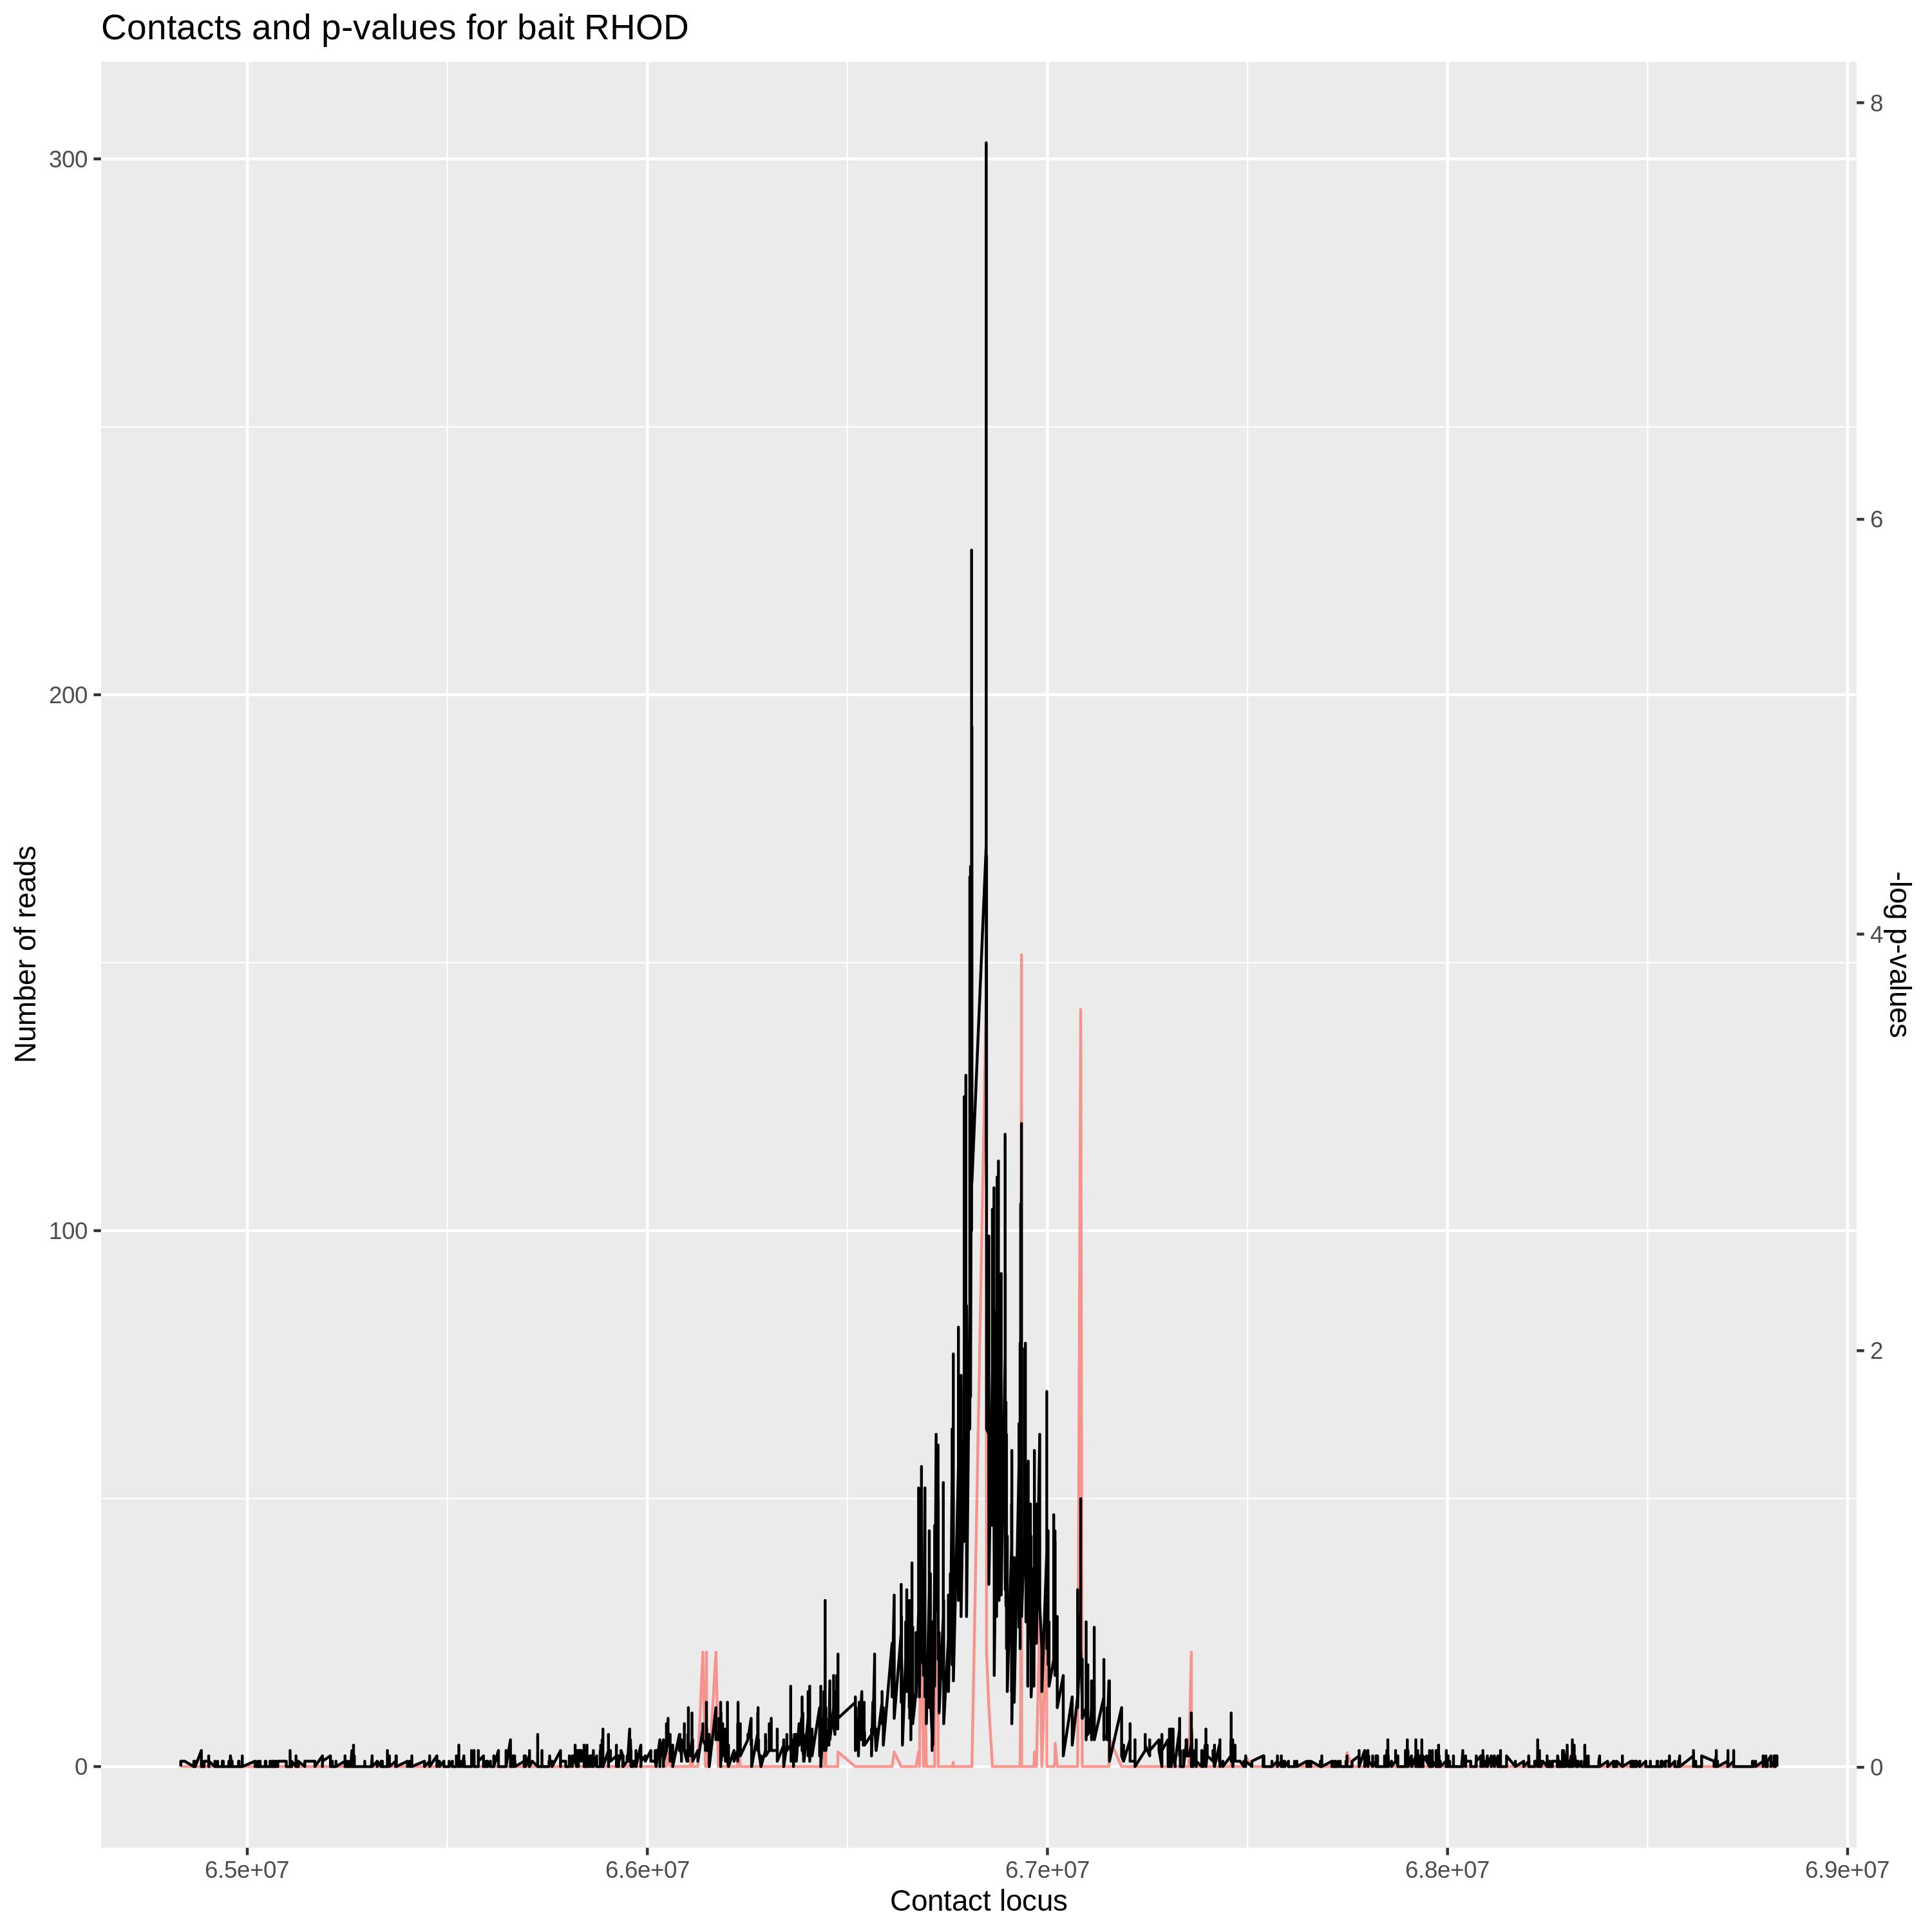 Contacts and p-values for bait RHOD
Number of reads
300
200
100
0
8
6
4
2
0
-log p-values
6.5e+07
6.6e+07
6.7e+07
6.8e+07
6.9e+07
Contact locus